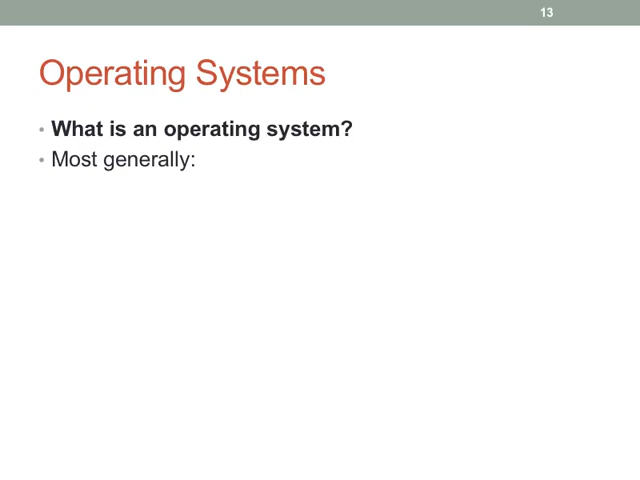 13
Operating Systems
• What is an operating system?
• Most generally: